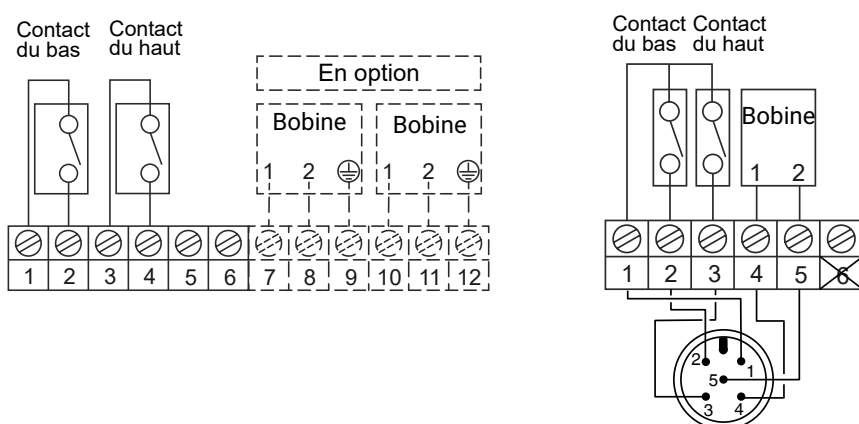 Contact du bas
Contact du haut
En option
Bobine
1 2
Bobine
1 2
1 2 3 4 5 6 7 8 9 10 11 12
Contact du bas
Contact du haut
Bobine
1 2
1 2 3 4 5 6
2 1
5
3 4